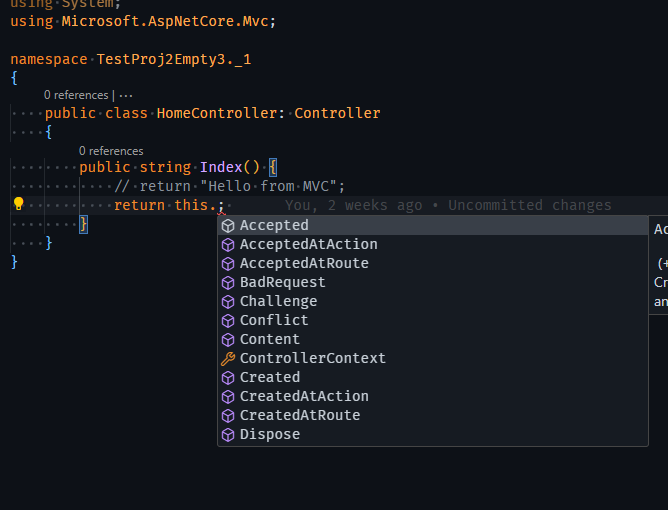 using System;
using Microsoft.AspNetCore.Mvc;
namespace TestProj2Empty3._1
{
0 references | ···
public class HomeController: Controller
{
0 references
public string Index() {
// return "Hello from MVC";
return this.; You, 2 weeks ago • Uncommitted changes
Accepted
AcceptedAtAction
AcceptedAtRoute
BadRequest
Challenge
Conflict
Content
ControllerContext
Created
CreatedAtAction
CreatedAtRoute
Dispose
Ac
(+
Cr
an
}
}
}